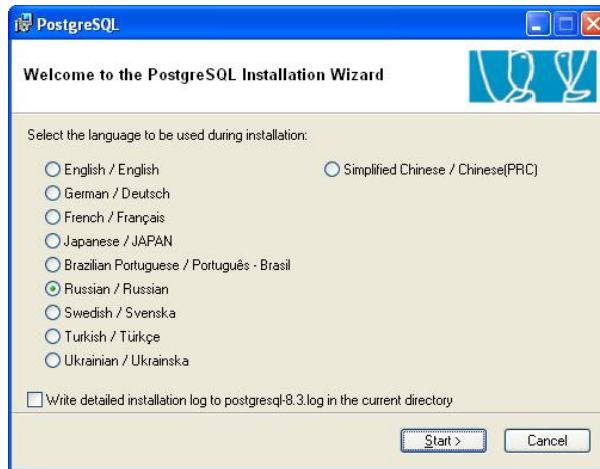 PostgreSQL
Welcome to the PostgreSQL Installation Wizard
Select the language to be used during installation:
English / English
German / Deutsch
French / Français
Japanese / JAPAN
Brazilian Portuguese / Português - Brasil
Russian / Russian
Swedish / Svenska
Turkish / Türkçe
Ukrainian / Ukrainska
Simplified Chinese / Chinese(PRC)
Write detailed installation log to postgresql-8.3.log in the current directory
Start >
Cancel